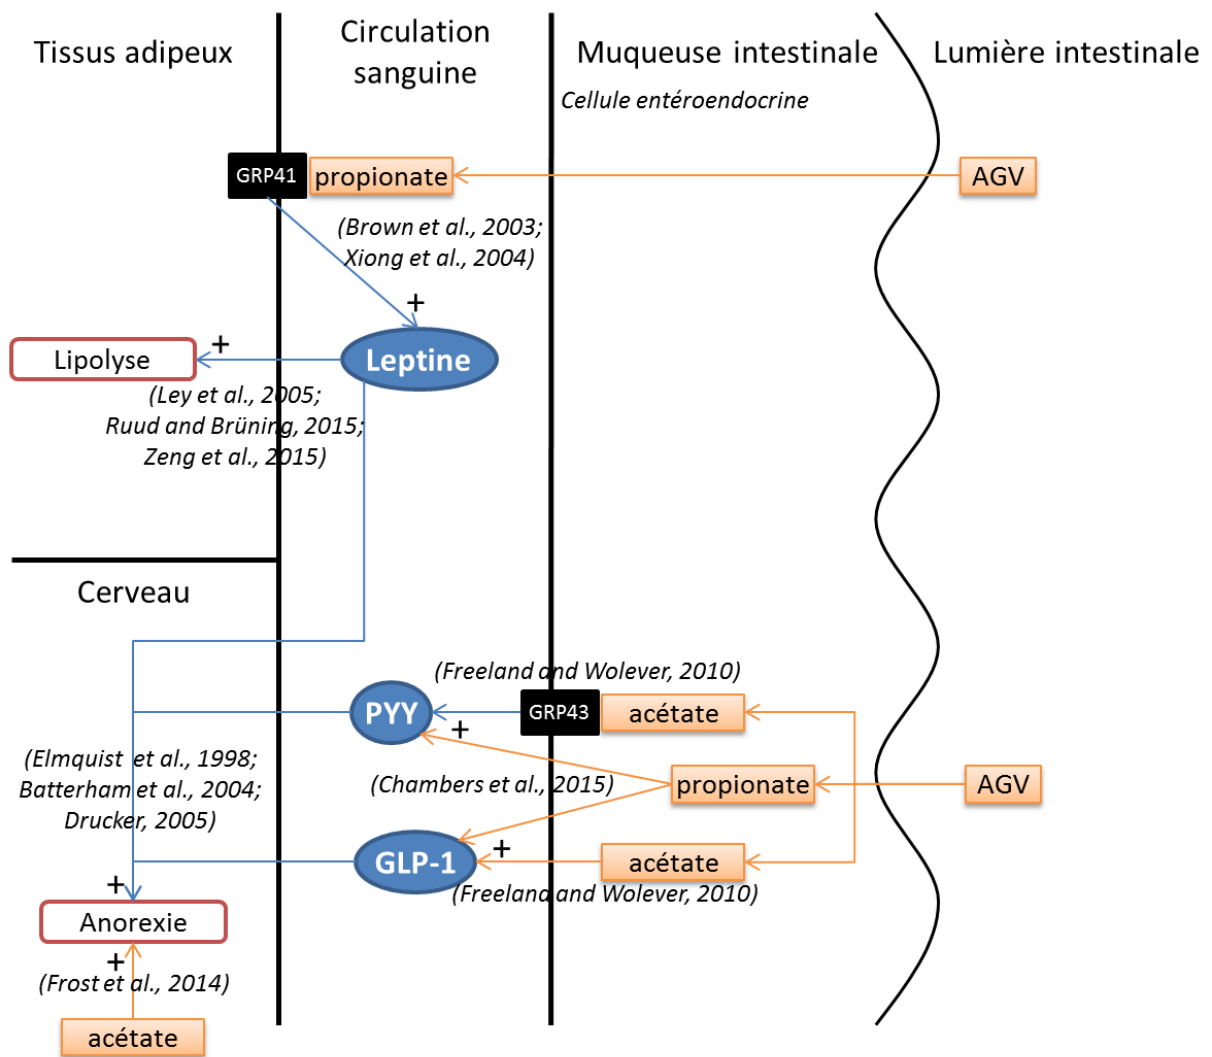 Tissus adipeux
Circulation
sanguine
Muqueuse intestinale
Lumière intestinale
Cellule entéroendocrine
GRP41
propionate
AGV
(Brown et al., 2003;
Xiong et al., 2004)
+
Lipolyse
+
Leptine
(Ley et al., 2005;
Ruud and Brüning, 2015;
Zeng et al., 2015)
Cerveau
(Freeland and Wolever, 2010)
PYY
GRP43
acétate
+
(Elmquist et al., 1998;
Batterham et al., 2004;
Drucker, 2005)
(Chambers et al., 2015)
propionate
AGV
GLP-1
+
acétate
(Freeland and Wolever, 2010)
+
Anorexie
+
(Frost et al., 2014)
acétate